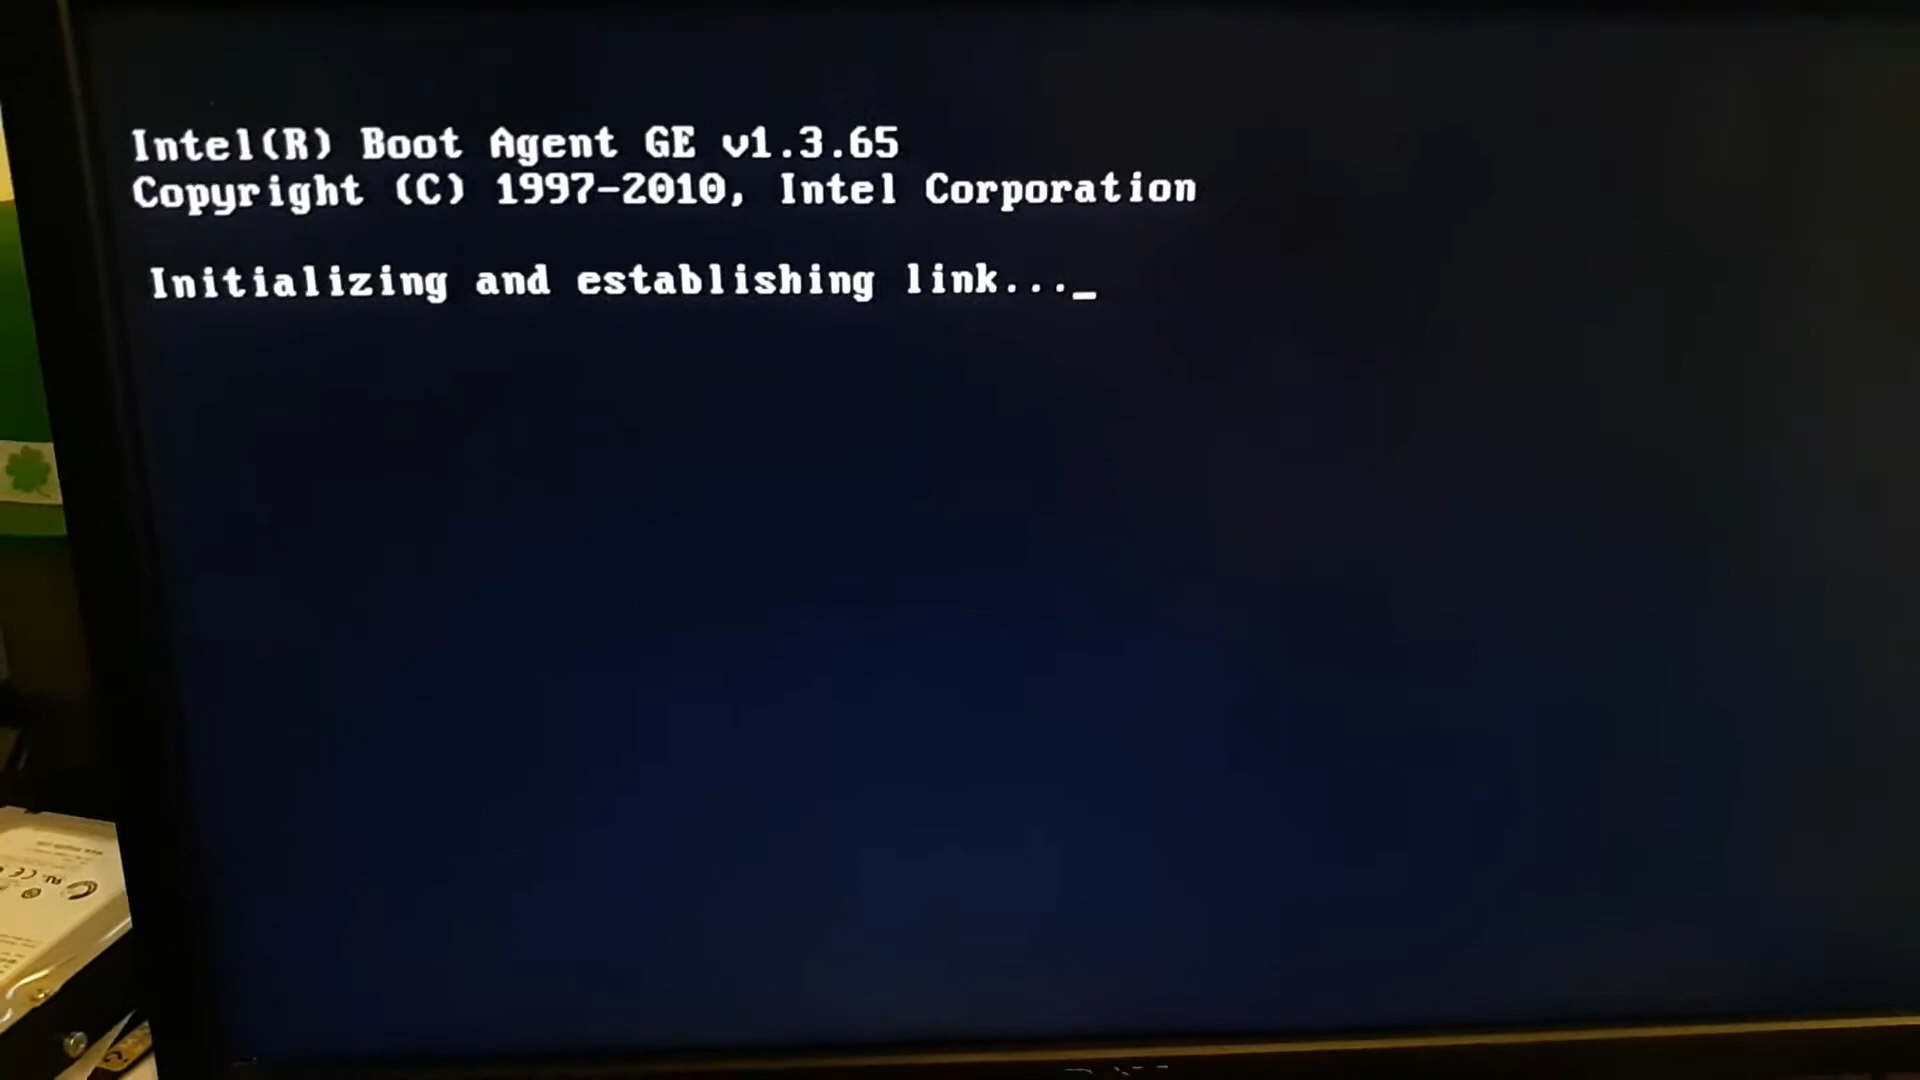 Intel(R) Boot Agent GE v1.3.65
Copyright (C) 1997-2010, Intel Corporation
Initializing and establishing link..._